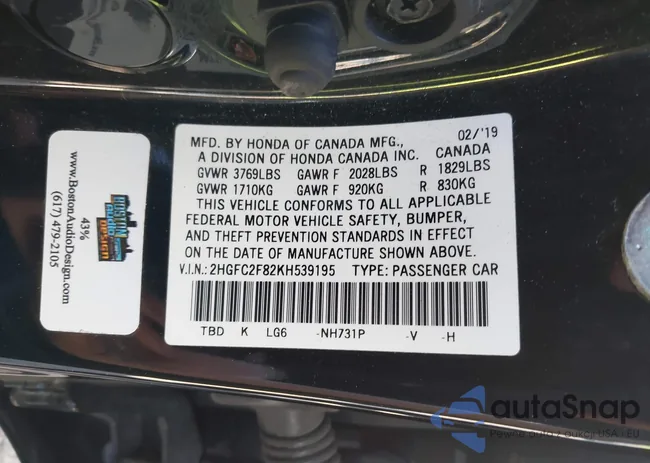 MFD. BY HONDA OF CANADA MFG., 02/'19
A DIVISION OF HONDA CANADA INC. CANADA
GVWR 3769LBS GAWR F 2028LBS R 1829LBS
GVWR 1710KG GAWR F 920KG R 830KG
THIS VEHICLE CONFORMS TO ALL APPLICABLE
FEDERAL MOTOR VEHICLE SAFETY, BUMPER,
AND THEFT PREVENTION STANDARDS IN EFFECT
ON THE DATE OF MANUFACTURE SHOWN ABOVE.
V.I.N.: 2HGFC2F82KH539195 TYPE: PASSENGER CAR
TBD K LG6 -NH731P -V -H
BOSTON
DESIGN
43%
www.BostonAudioDesign.com
(617) 479-2105
autaSnap